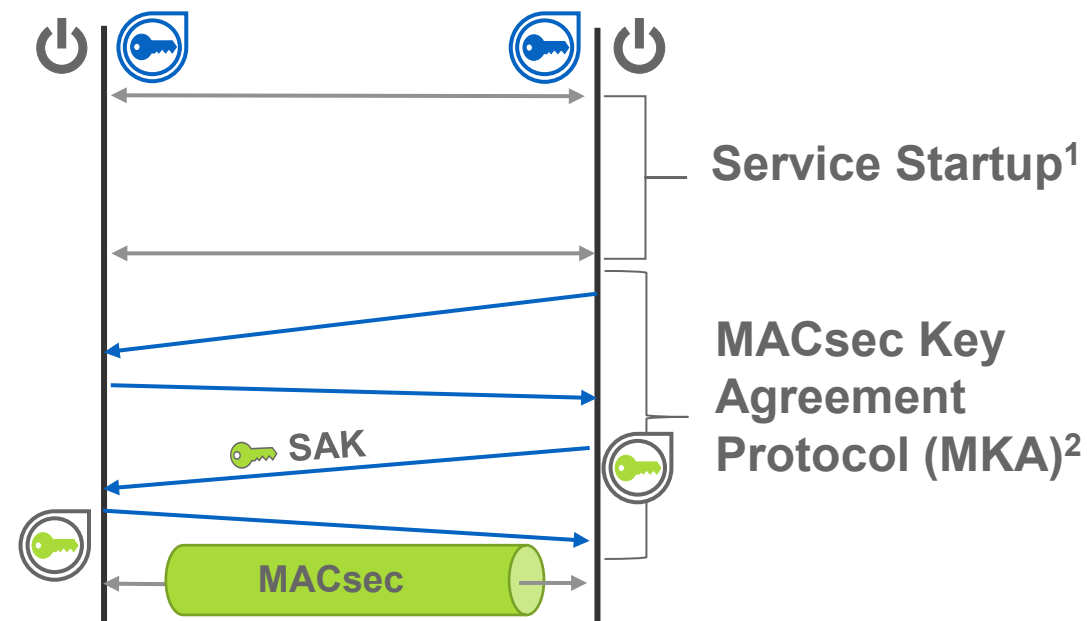 Service Startup¹
MACsec Key
Agreement
Protocol (MKA)²
SAK
MACsec